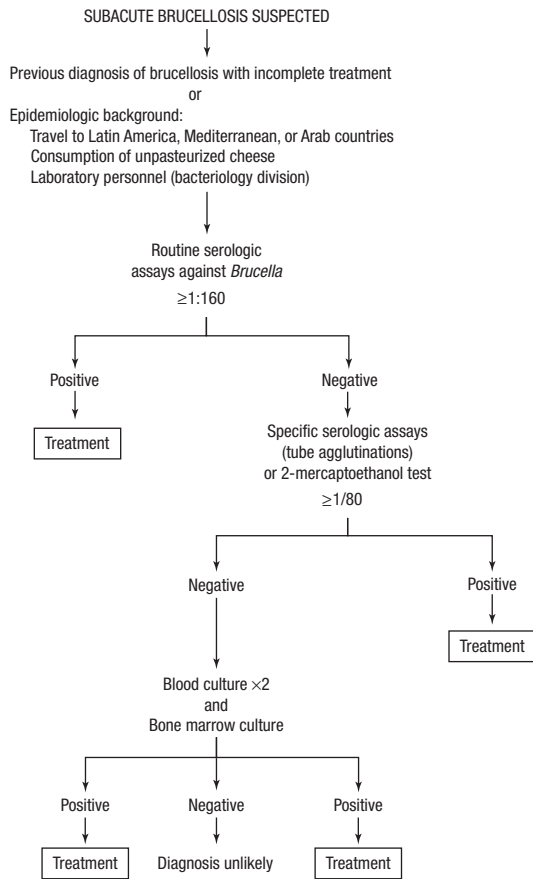 SUBACUTE BRUCELLOSIS SUSPECTED
Previous diagnosis of brucellosis with incomplete treatment
or
Epidemiologic background:
Travel to Latin America, Mediterranean, or Arab countries
Consumption of unpasteurized cheese
Laboratory personnel (bacteriology division)
Routine serologic
assays against Brucella
≥1:160
Positive
Negative
Treatment
Specific serologic assays
(tube agglutinations)
or 2-mercaptoethanol test
≥1/80
Negative
Positive
Treatment
Blood culture ×2
and
Bone marrow culture
Positive
Negative
Positive
Treatment
Diagnosis unlikely
Treatment